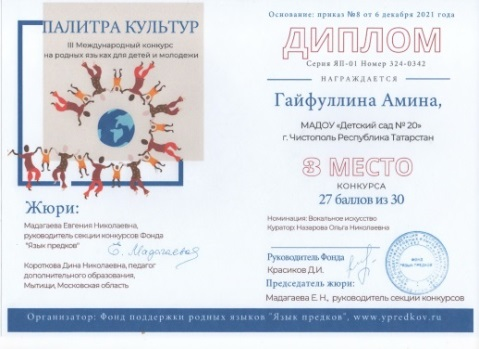 ПАЛИТРА КУЛЬТУР
III Международный конкурс
на родных языках для детей и молодежи
Жюри:
Мадагаева Евгения Николаевна,
руководитель секции конкурсов Фонда
"Язык предков"
Короткова Дина Николаевна, педагог
дополнительного образования,
Мытищи, Московская область
Основание: приказ №8 от 6 декабря 2021 года
ДИПЛОМ
Серия ЯП-01 Номер 324-0342
НАГРАЖДАЕТСЯ
Гайфуллина Амина,
МАДОУ «Детский сад № 20»
г. Чистополь Республика Татарстан
3 МЕСТО
КОНКУРСА
27 баллов из 30
Номинация: Вокальное искусство
Куратор: Назарова Ольга Николаевна
Руководитель Фонда
Красиков Д.И.
Председатель жюри:
Мадагаева Е. Н., руководитель секции конкурсов
Организатор: Фонд поддержки родных языков "Язык предков", www.ypredkov.ru